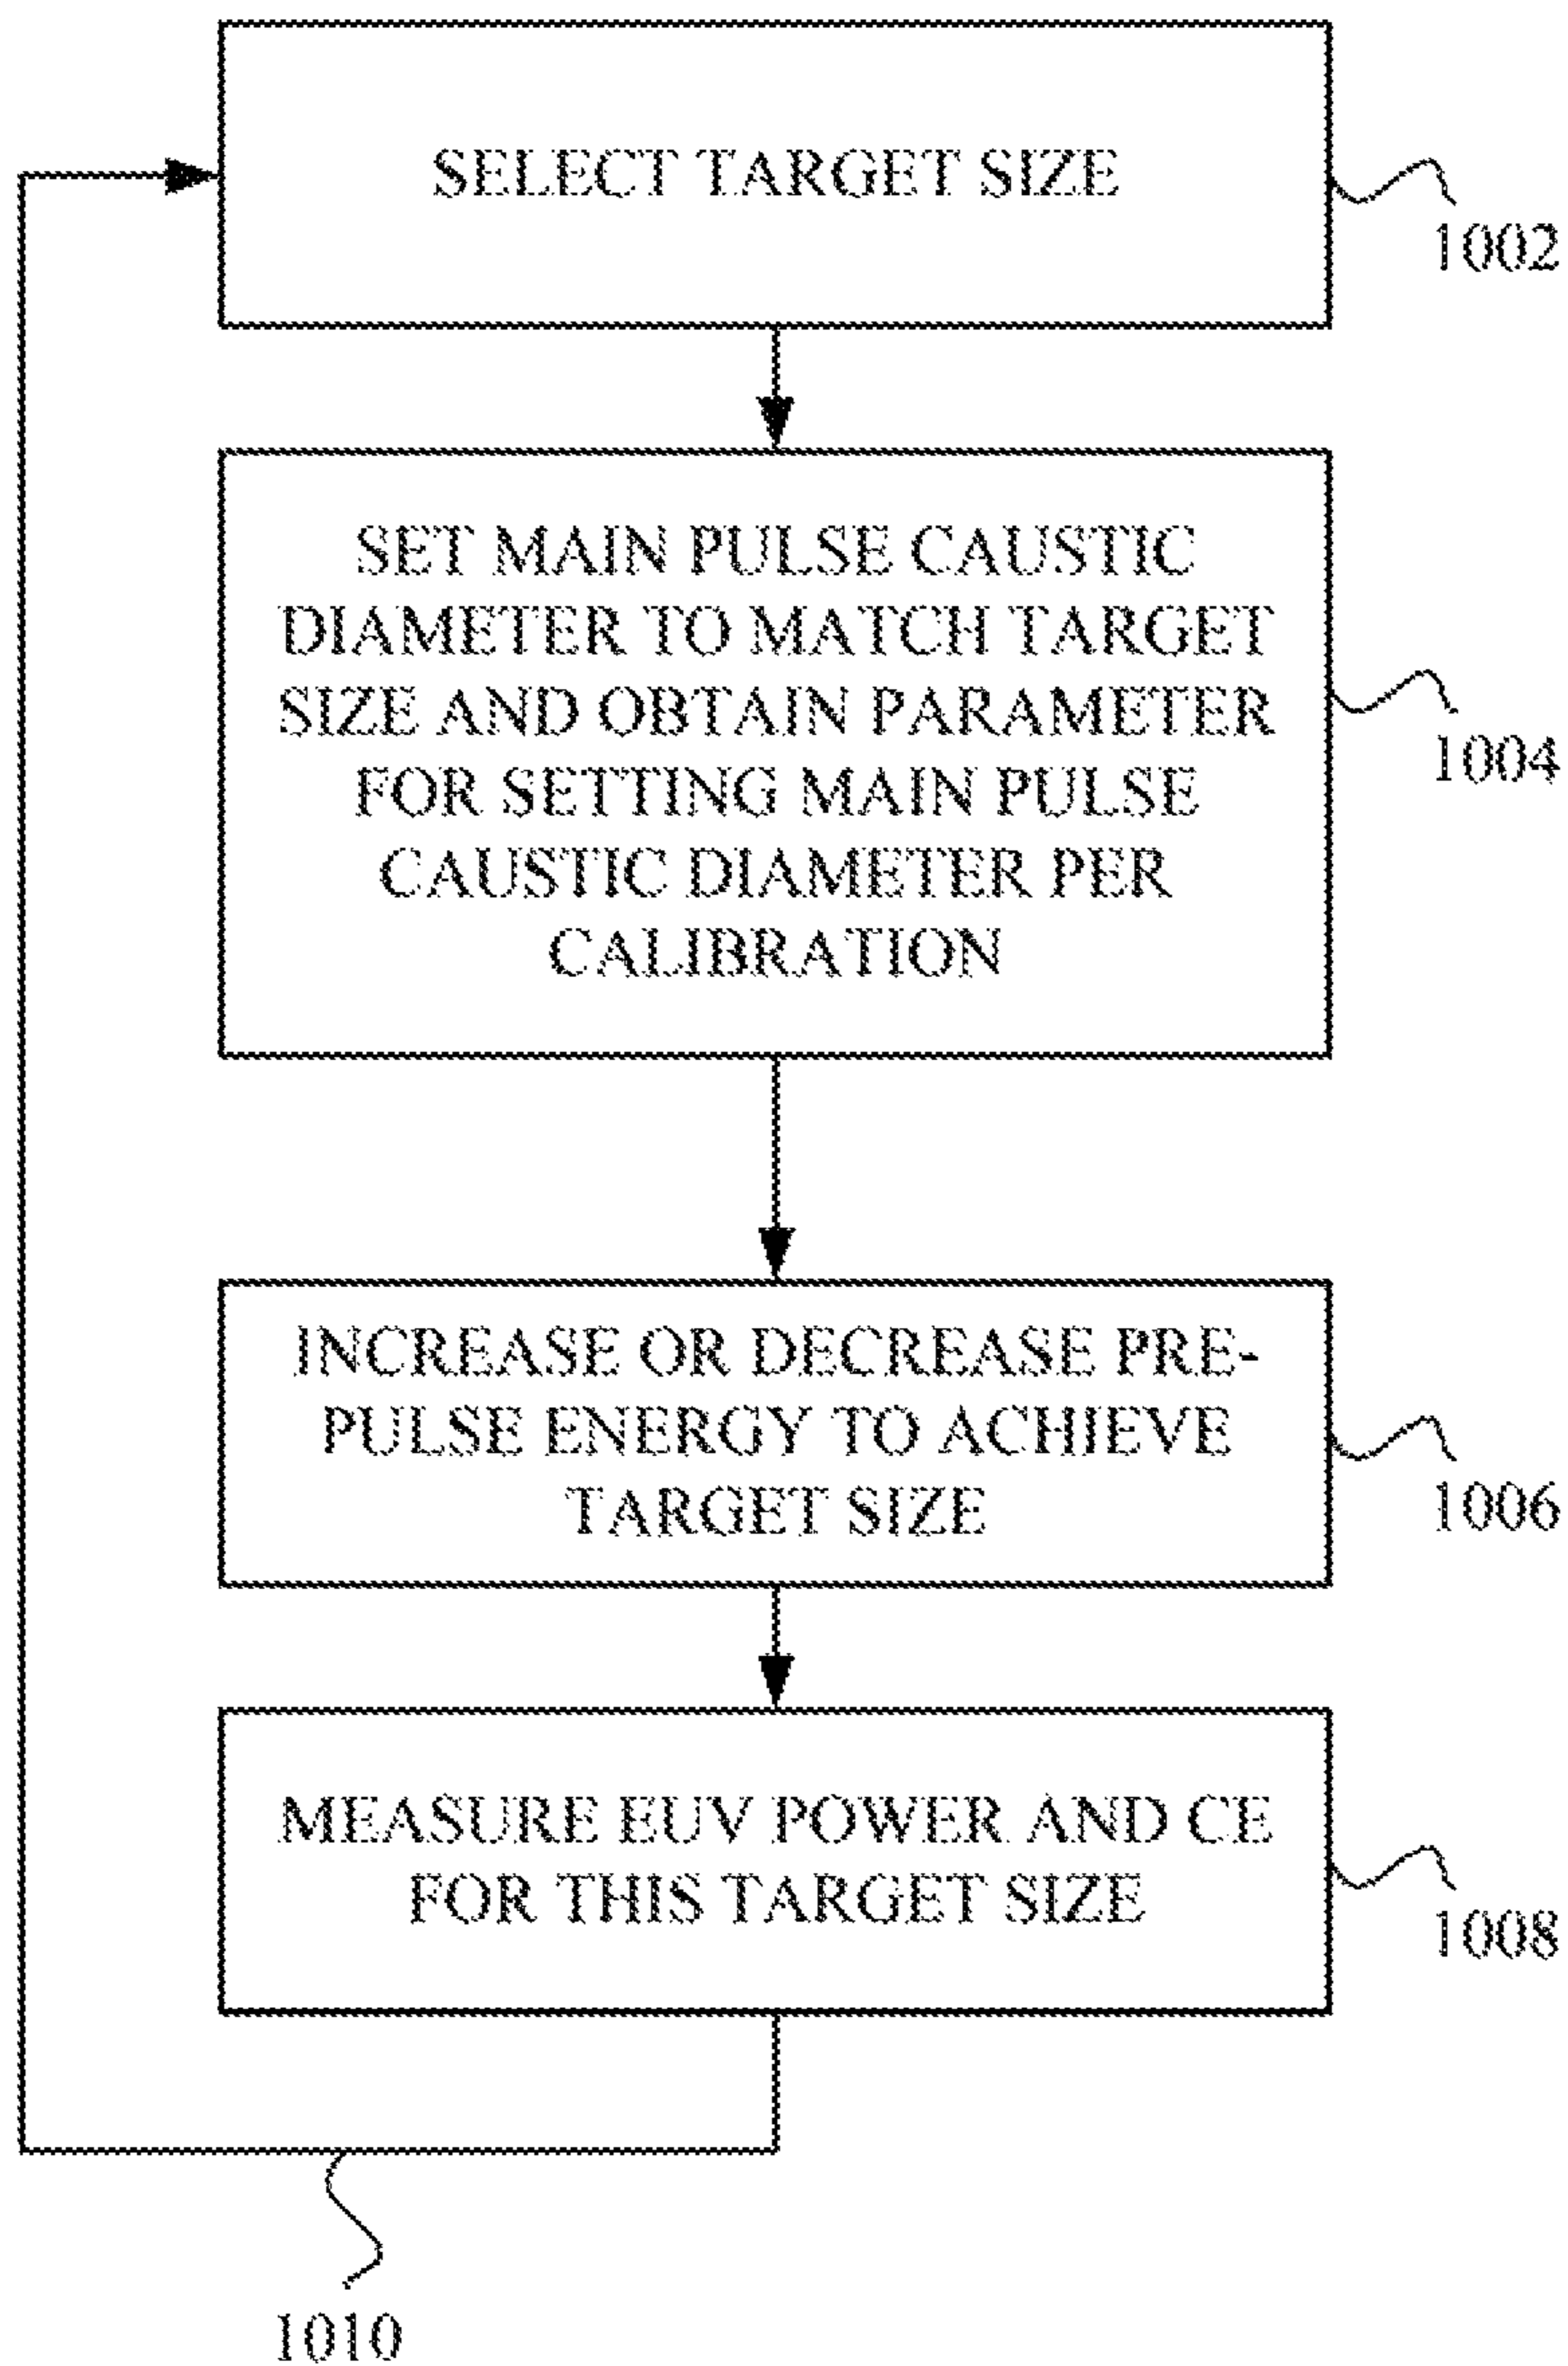 SELECT TARGET SIZE
1002
SET MAIN PULSE CAUSTIC
DIAMETER TO MATCH TARGET
SIZE AND OBTAIN PARAMETER
FOR SETTING MAIN PULSE
CAUSTIC DIAMETER PER
CALIBRATION
1004
INCREASE OR DECREASE PRE-
PULSE ENERGY TO ACHIEVE
TARGET SIZE
1006
MEASURE EUV POWER AND CE
FOR THIS TARGET SIZE
1008
1010